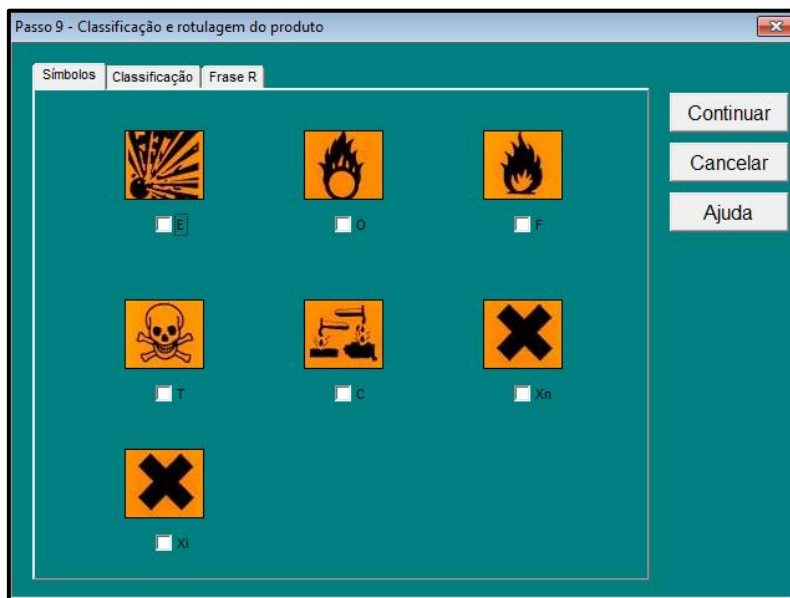 Passo 9 - Classificação e rotulagem do produto
Símbolos Classificação Frase R
Continuar
Cancelar
Ajuda
E O F
T C Xn
Xi